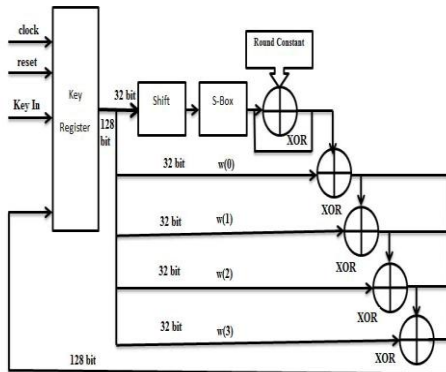 clock
reset
Key In
Key
Register
32 bit
128
bit
Shift
S-Box
Round Constant
XOR
32 bit w(0)
XOR
32 bit w(1)
XOR
32 bit w(2)
XOR
32 bit w(3)
XOR
128 bit